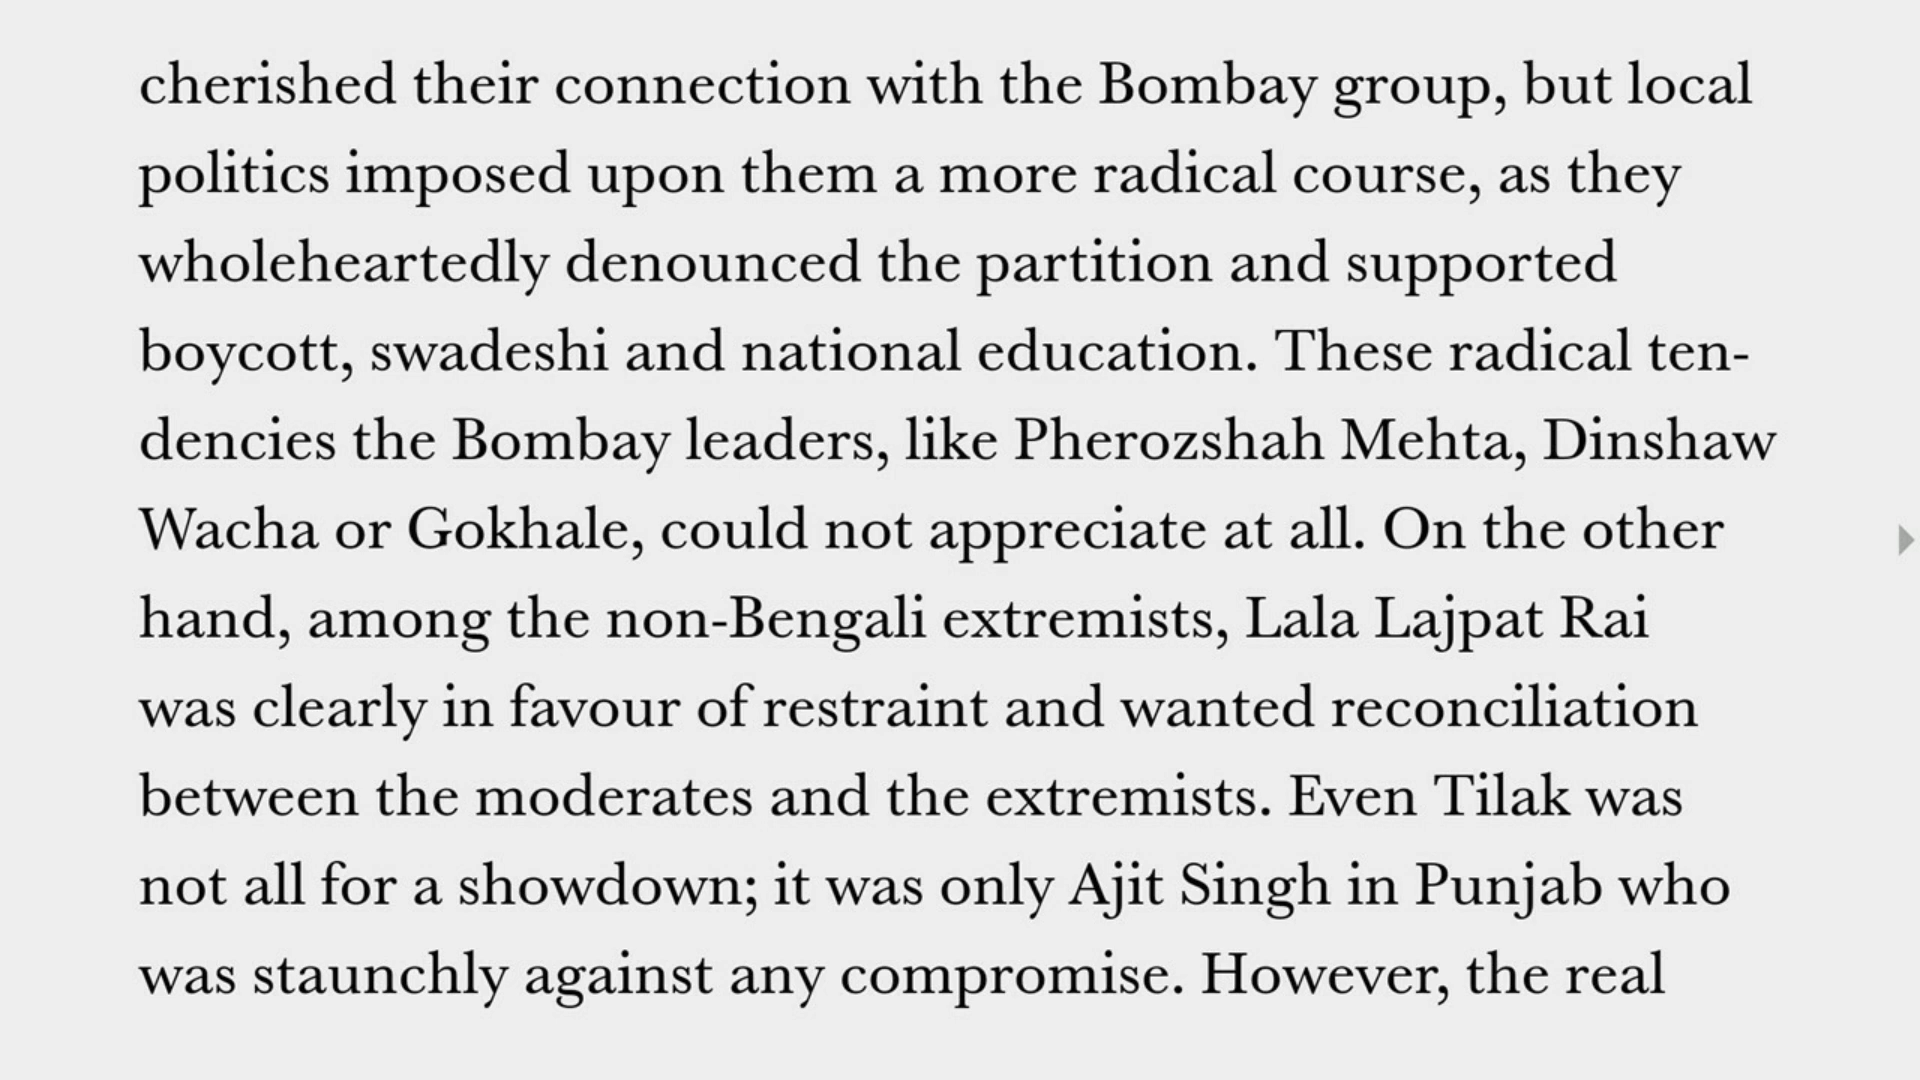 cherished their connection with the Bombay group, but local
politics imposed upon them a more radical course, as they
wholeheartedly denounced the partition and supported
boycott, swadeshi and national education. These radical ten-
dencies the Bombay leaders, like Pherozshah Mehta, Dinshaw
Wacha or Gokhale, could not appreciate at all. On the other
hand, among the non-Bengali extremists, Lala Lajpat Rai
was clearly in favour of restraint and wanted reconciliation
between the moderates and the extremists. Even Tilak was
not all for a showdown; it was only Ajit Singh in Punjab who
was staunchly against any compromise. However, the real